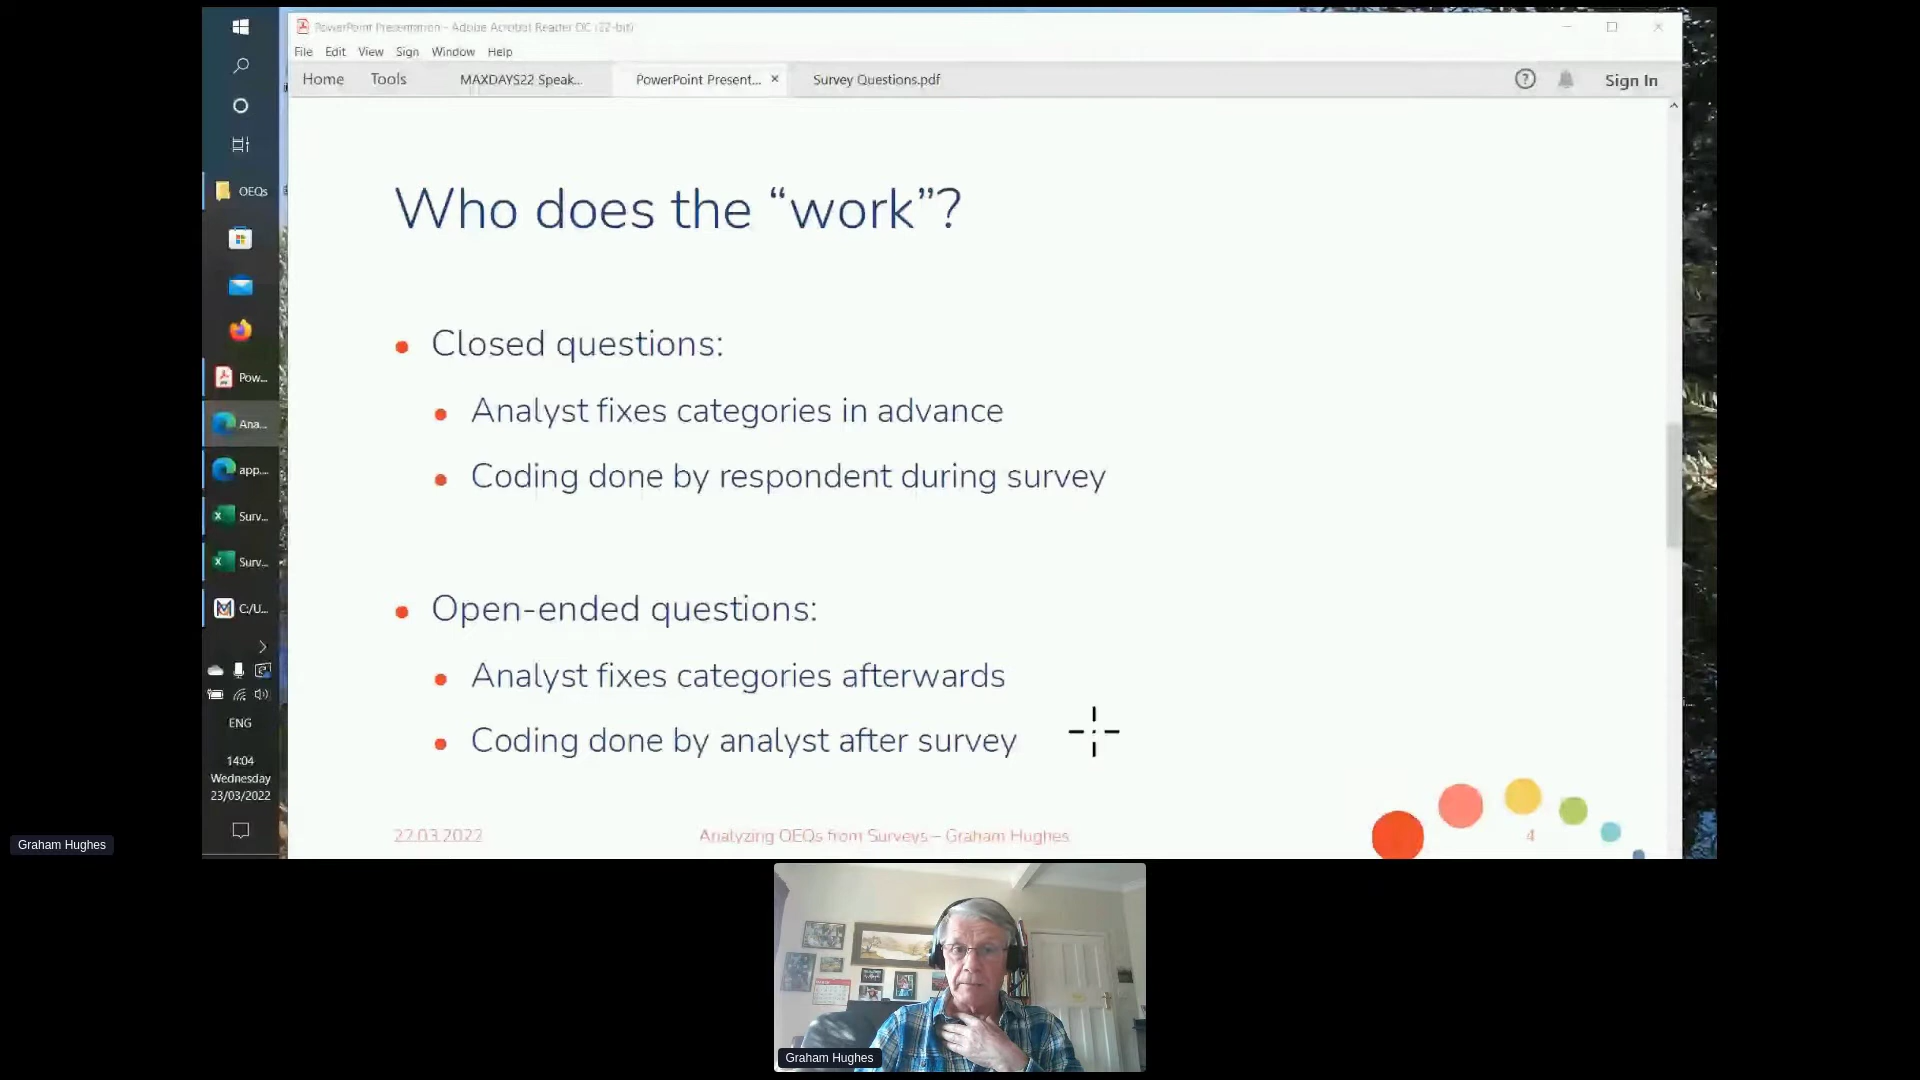 PowerPoint Presentation - Adobe Acrobat Reader DC (32-bit)
File Edit View Sign Window Help
Home Tools MAXDAYS22 Speak... PowerPoint Present... × Survey Questions.pdf ? Sign In
Who does the “work”?
Closed questions:
Analyst fixes categories in advance
Coding done by respondent during survey
Open-ended questions:
Analyst fixes categories afterwards
Coding done by analyst after survey
22.03.2022 Analyzing OEQs from Surveys – Graham Hughes 4
OEQs
Pow...
Ana...
app....
Surv...
Surv...
C:/U...
ENG
14:04
Wednesday
23/03/2022
Graham Hughes
Graham Hughes